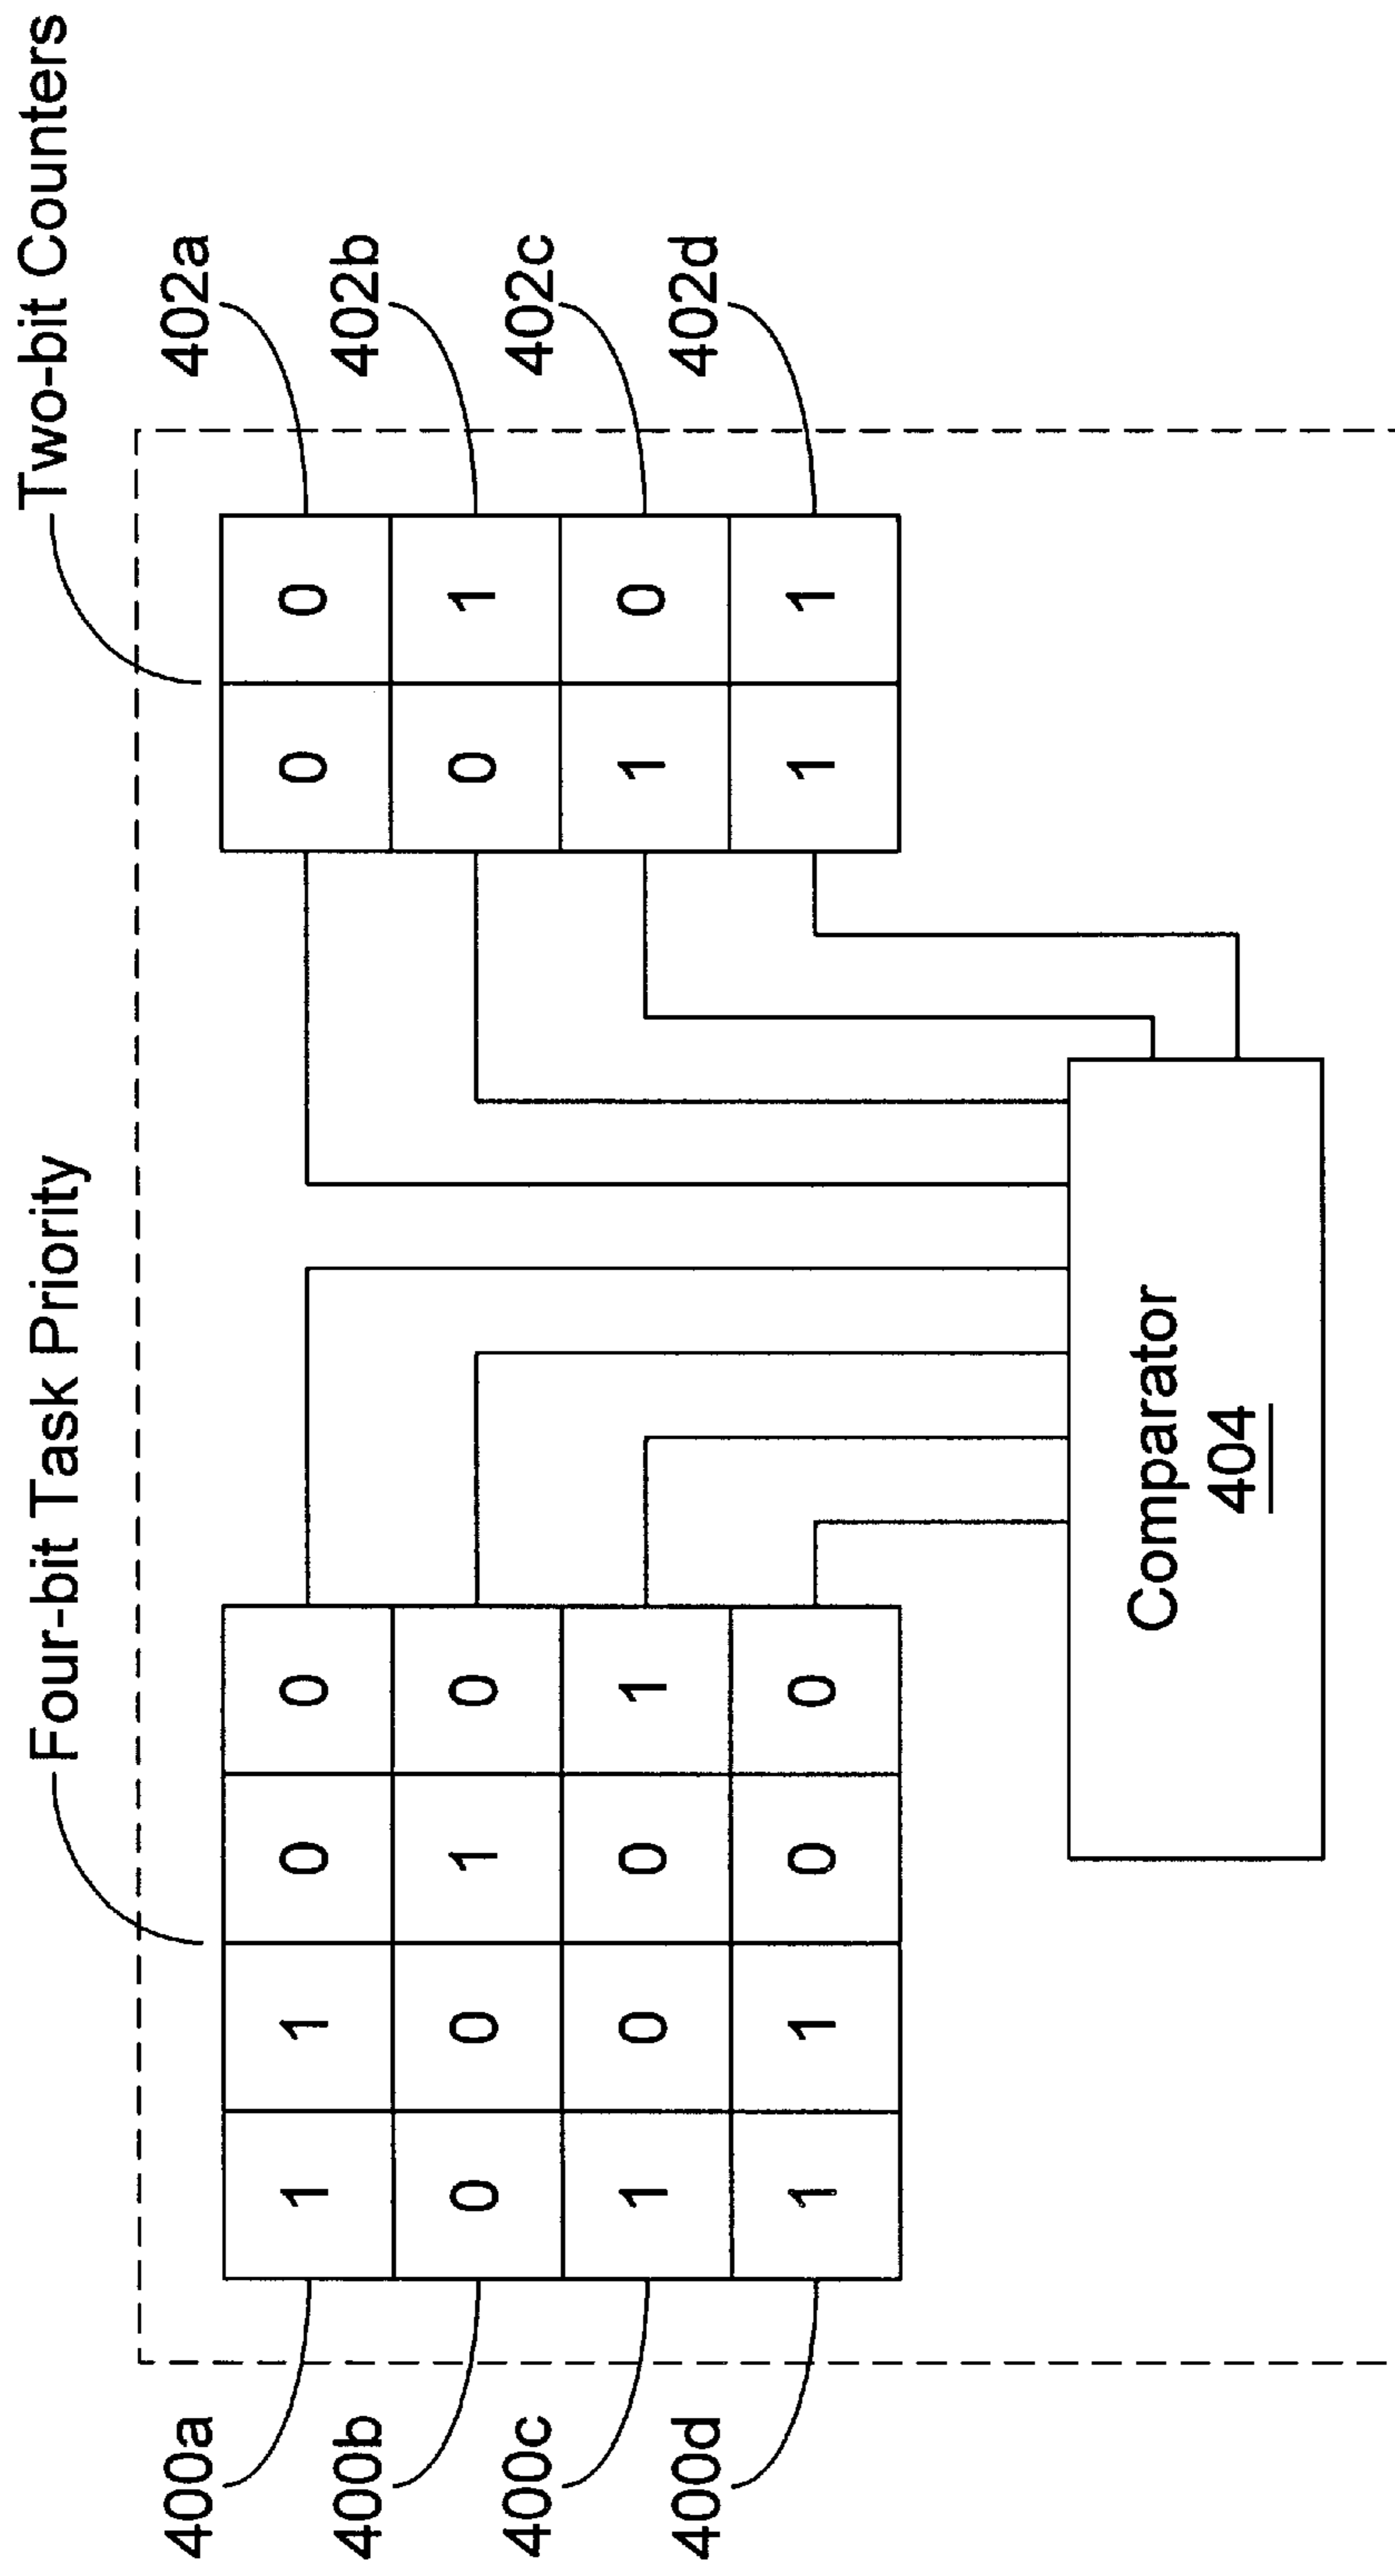 Four-bit Task Priority
Two-bit Counters
400a
1 1 0 0
0 0
402a
400b
0 0 1 0
0 1
402b
400c
1 0 0 1
1 0
402c
400d
1 1 0 0
1 1
402d
Comparator
404